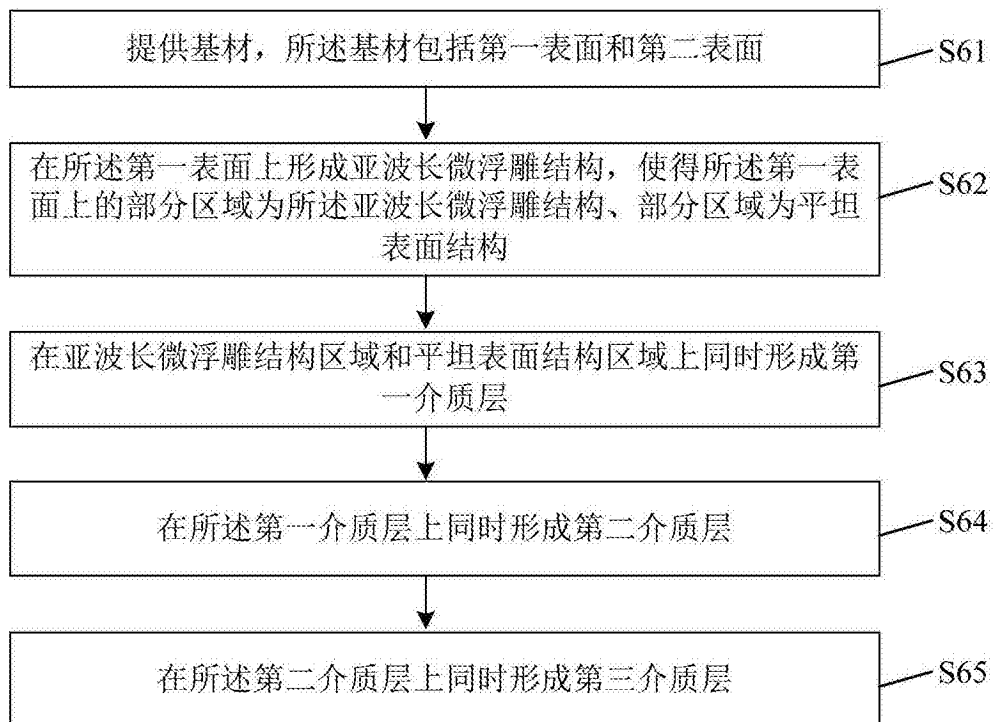 提供基材，所述基材包括第一表面和第二表面
S61
在所述第一表面上形成亚波长微浮雕结构，使得所述第一表
面上的部分区域为所述亚波长微浮雕结构、部分区域为平坦
表面结构
S62
在亚波长微浮雕结构区域和平坦表面结构区域上同时形成第
一介质层
S63
在所述第一介质层上同时形成第二介质层
S64
在所述第二介质层上同时形成第三介质层
S65